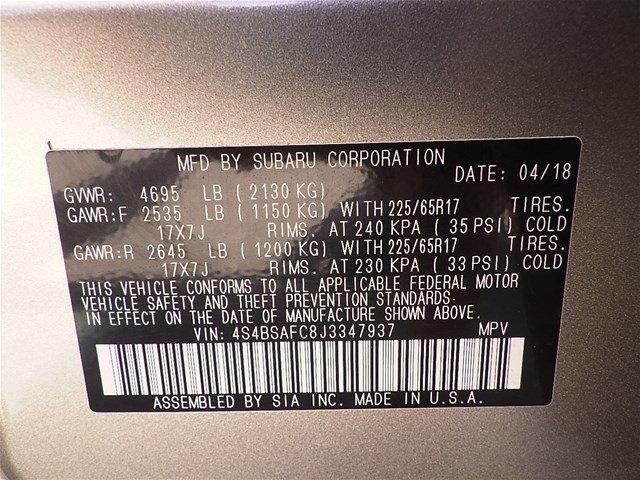 MFD BY SUBARU CORPORATION
DATE: 04/18
GVWR: 4695 LB ( 2130 KG)
GAWR:F 2535 LB ( 1150 KG) WITH 225/65R17 TIRES.
17X7J RIMS. AT 240 KPA ( 35 PSI) COLD
GAWR:R 2645 LB ( 1200 KG) WITH 225/65R17 TIRES.
17X7J RIMS. AT 230 KPA ( 33 PSI) COLD
THIS VEHICLE CONFORMS TO ALL APPLICABLE FEDERAL MOTOR
VEHICLE SAFETY AND THEFT PREVENTION STANDARDS
IN EFFECT ON THE DATE OF MANUFACTURE SHOWN ABOVE.
VIN: 4S4BSAFC8J3347937 MPV
ASSEMBLED BY SIA INC. MADE IN U.S.A.